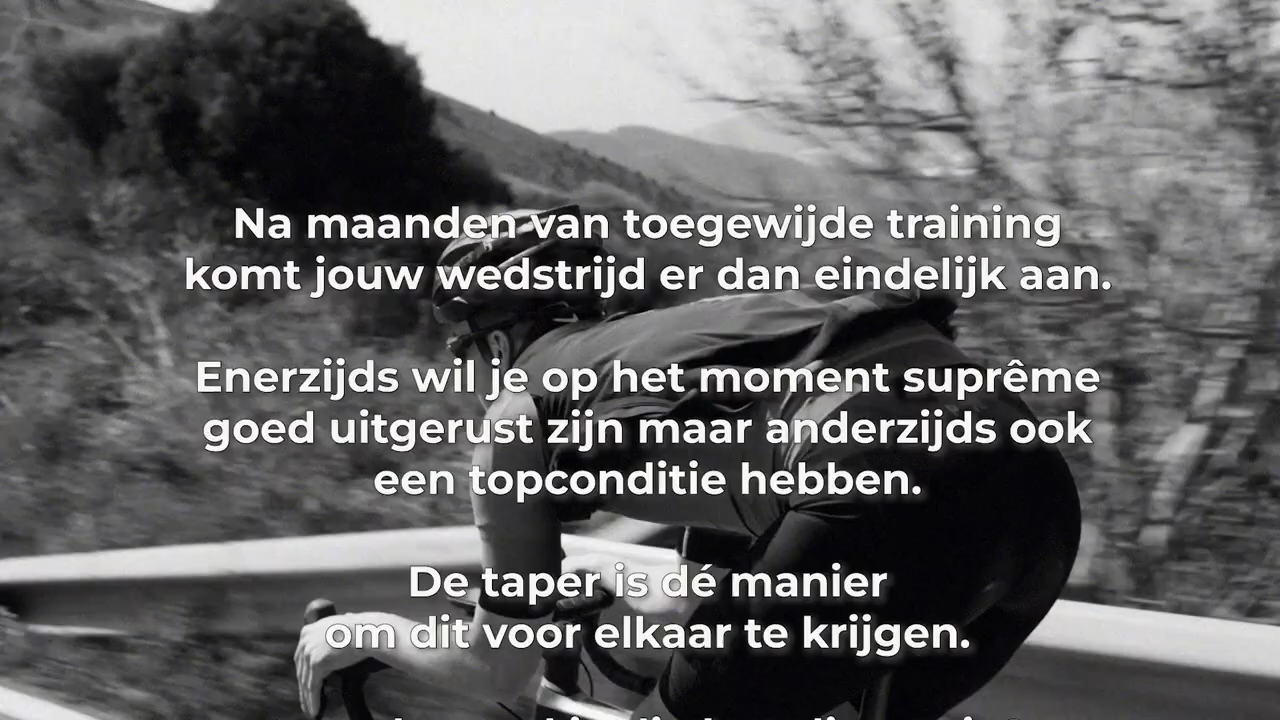 Na maanden van toegewijde training
komt jouw wedstrijd er dan eindelijk aan.
Enerzijds wil je op het moment suprême
goed uitgerust zijn maar anderzijds ook
een topconditie hebben.
De taper is dé manier
om dit voor elkaar te krijgen.